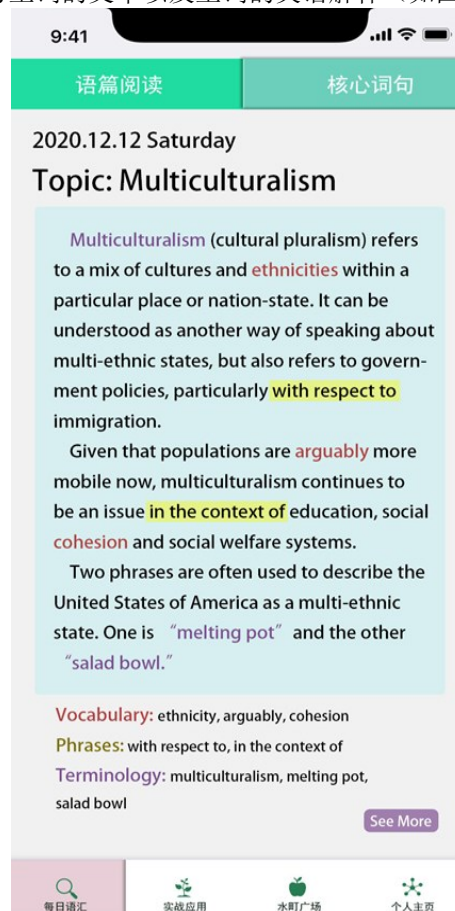 9:41
语篇阅读 核心词句
2020.12.12 Saturday
Topic: Multiculturalism
Multiculturalism (cultural pluralism) refers
to a mix of cultures and ethnicities within a
particular place or nation-state. It can be
understood as another way of speaking about
multi-ethnic states, but also refers to govern-
ment policies, particularly with respect to
immigration.
Given that populations are arguably more
mobile now, multiculturalism continues to
be an issue in the context of education, social
cohesion and social welfare systems.
Two phrases are often used to describe the
United States of America as a multi-ethnic
state. One is “melting pot” and the other
“salad bowl.”
Vocabulary: ethnicity, arguably, cohesion
Phrases: with respect to, in the context of
Terminology: multiculturalism, melting pot,
salad bowl
See More
每日语汇 实战应用 水町广场 个人主页